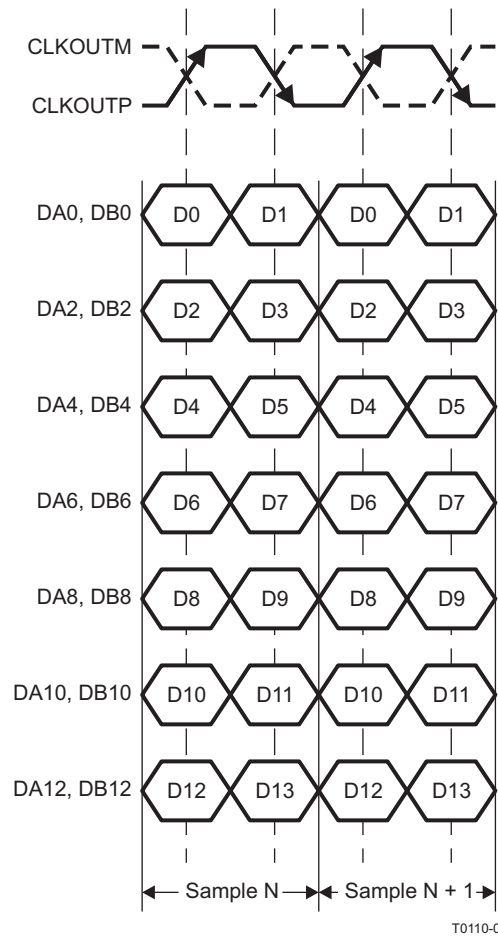 CLKOUTM
CLKOUTP
DA0, DB0 D0 D1 D0 D1
DA2, DB2 D2 D3 D2 D3
DA4, DB4 D4 D5 D4 D5
DA6, DB6 D6 D7 D6 D7
DA8, DB8 D8 D9 D8 D9
DA10, DB10 D10 D11 D10 D11
DA12, DB12 D12 D13 D12 D13
Sample N Sample N + 1
T0110-0